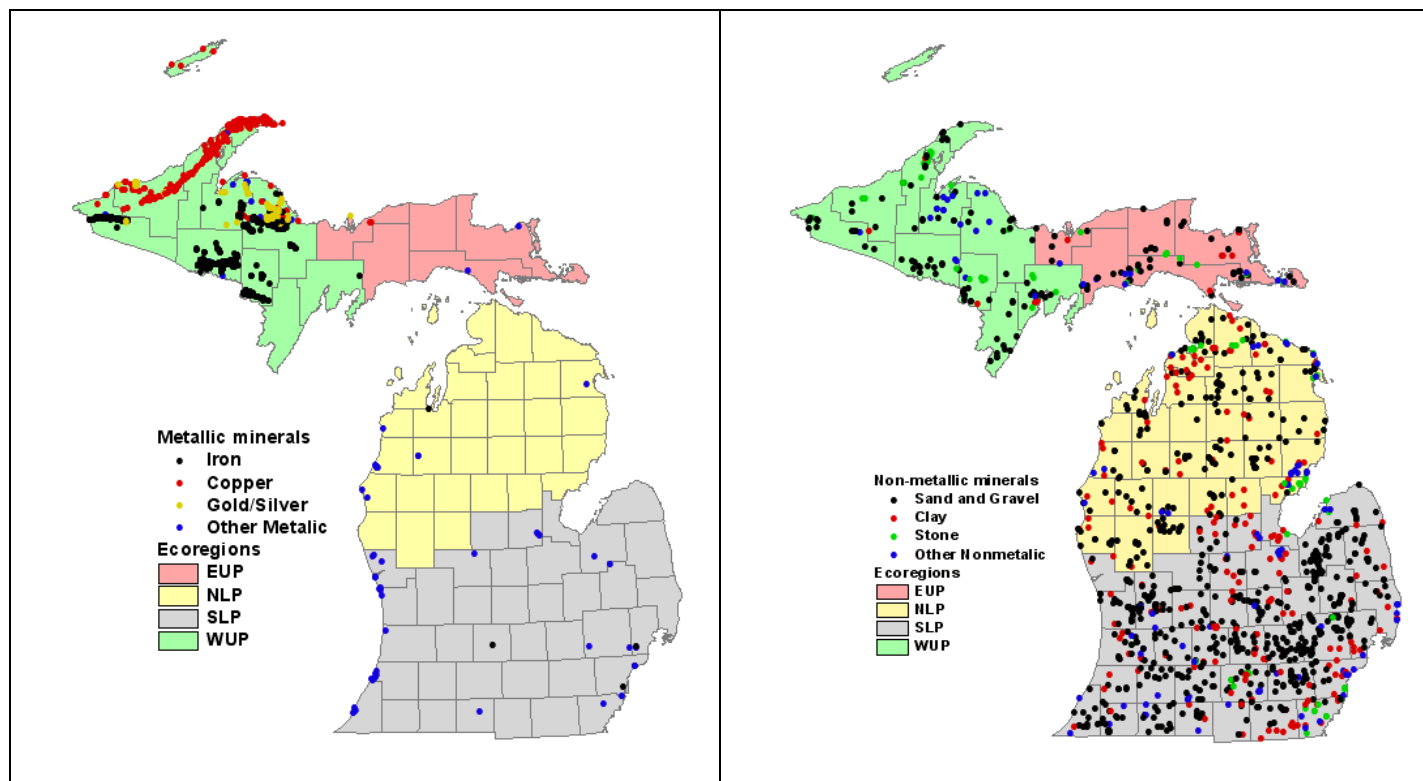 Metallic minerals
Iron
Copper
Gold/Silver
Other Metalic
Ecoregions
EUP
NLP
SLP
WUP
Non-metallic minerals
Sand and Gravel
Clay
Stone
Other Nonmetalic
Ecoregions
EUP
NLP
SLP
WUP